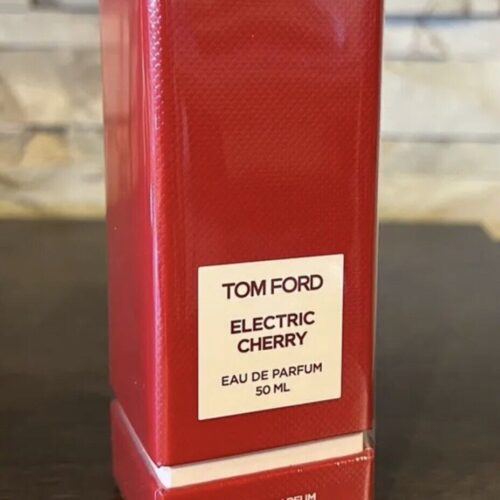 TOM FORD
ELECTRIC
CHERRY
EAU DE PARFUM
50 ML